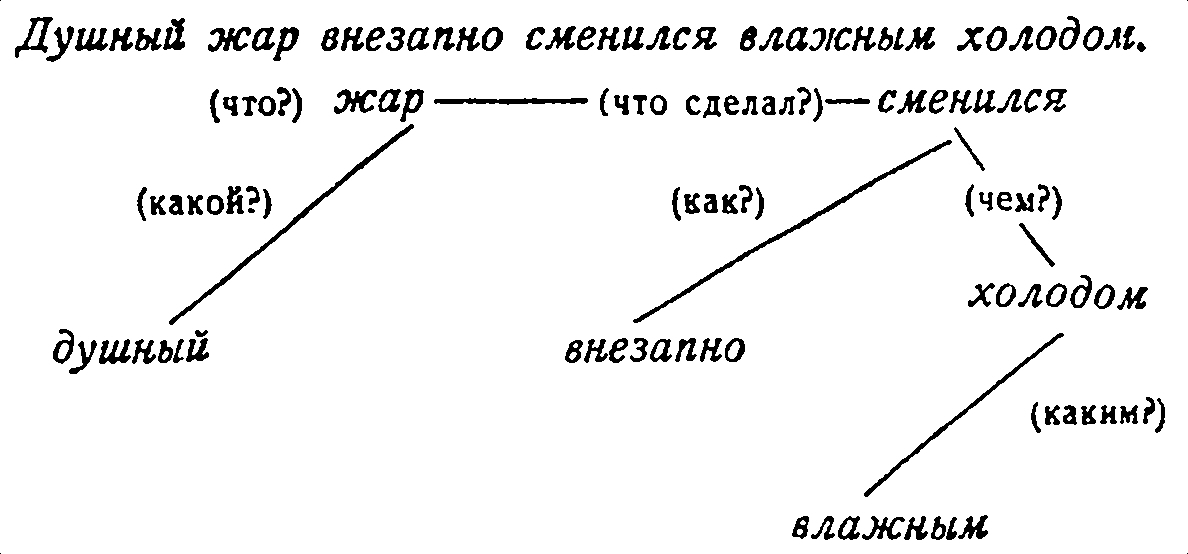 Душный жар внезапно сменился влажным холодом.
(что?) жар (что сделал?) сменился
(какой?) (как?) (чем?)
холодом
душный внезапно
(каким?)
влажным